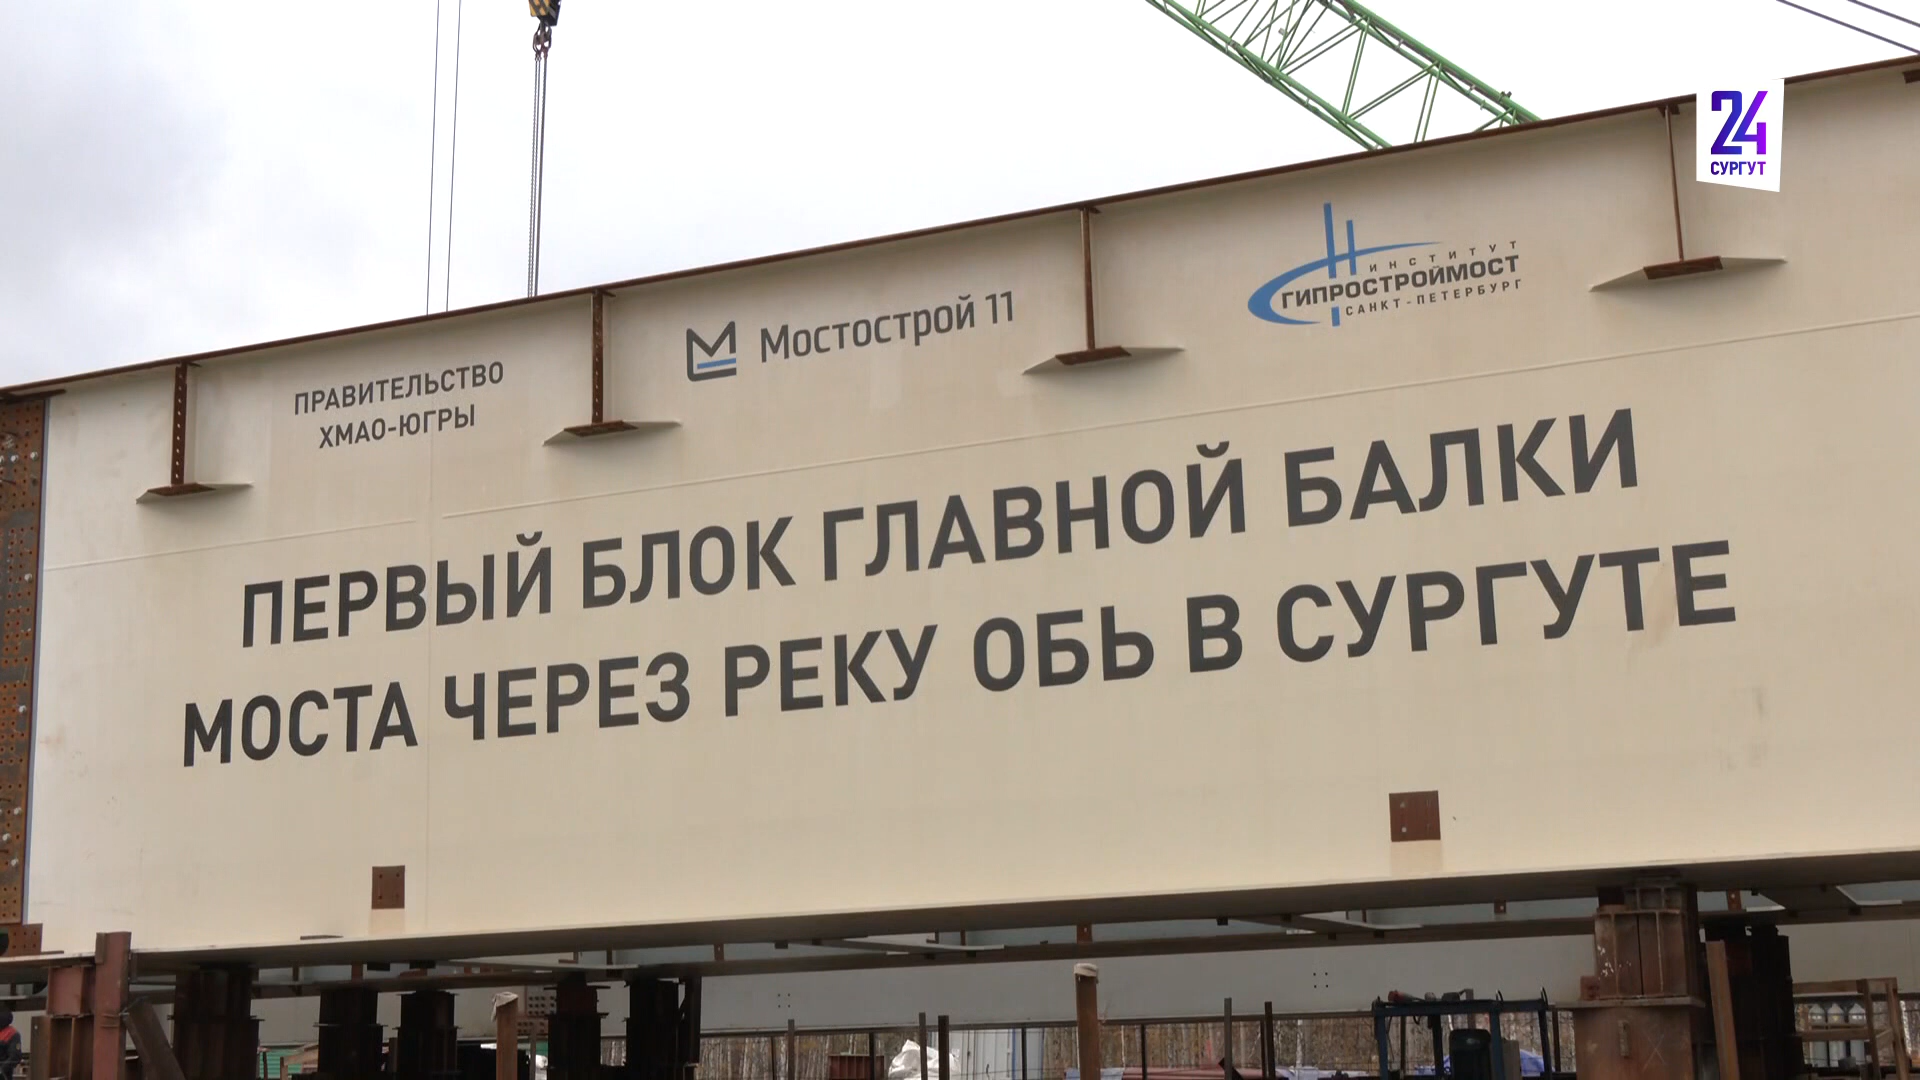 24
СУРГУТ
ПРАВИТЕЛЬСТВО
ХМАО-ЮГРЫ
Мостострой 11
ИНСТИТУТ
ГИПРОСТРОЙМОСТ
САНКТ-ПЕТЕРБУРГ
ПЕРВЫЙ БЛОК ГЛАВНОЙ БАЛКИ
МОСТА ЧЕРЕЗ РЕКУ ОБЬ В СУРГУТЕ